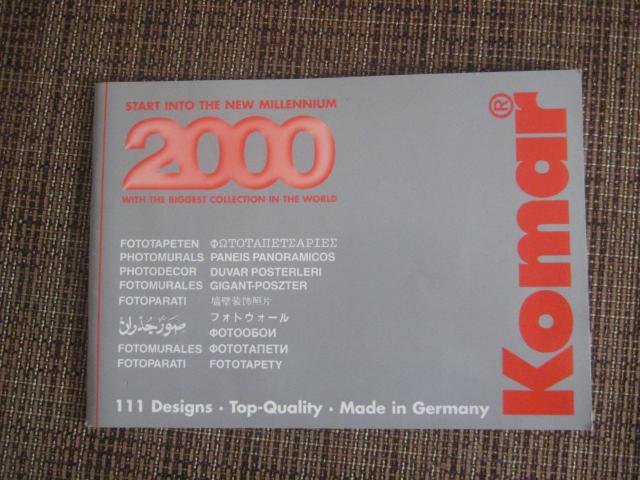 START INTO THE NEW MILLENNIUM
2000
WITH THE BIGGEST COLLECTION IN THE WORLD
FOTOTAPETEN ΦΩΤΟΤΑΠΕΤΣΑΡΙΕΣ
PHOTOMURALS PANEIS PANORAMICOS
PHOTODECOR DUVAR POSTERLERI
FOTOMURALES GIGANT-POSZTER
FOTOPARATI 墙壁装饰照片
صور جدران フォトウォール
ФОТООБОИ
FOTOMURALES ФОТОТАПЕТИ
FOTOPARATI FOTOTAPETY
111 Designs · Top-Quality · Made in Germany
Komar®